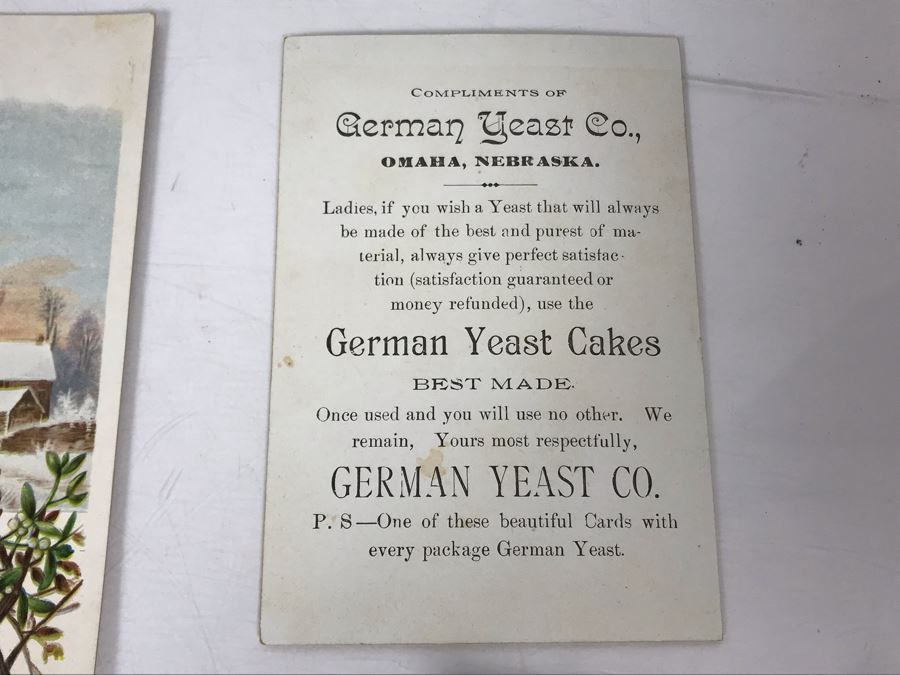 COMPLIMENTS OF
German Yeast Co.,
OMAHA, NEBRASKA.
Ladies, if you wish a Yeast that will always
be made of the best and purest of ma-
terial, always give perfect satisfac-
tion (satisfaction guaranteed or
money refunded), use the
German Yeast Cakes
BEST MADE.
Once used and you will use no other. We
remain, Yours most respectfully,
GERMAN YEAST CO.
P. S—One of these beautiful Cards with
every package German Yeast.